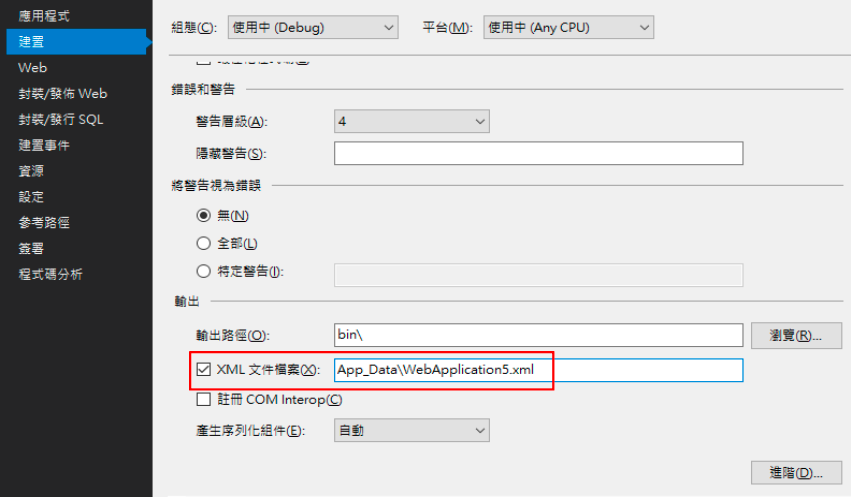 應用程式
建置
Web
封裝/發佈 Web
封裝/發行 SQL
建置事件
資源
設定
參考路徑
簽署
程式碼分析
組態(C): 使用中 (Debug) 平台(M): 使用中 (Any CPU)
錯誤和警告
警告層級(A): 4
隱藏警告(S):
將警告視為錯誤
無(N)
全部(L)
特定警告(I):
輸出
輸出路徑(O): bin\ 瀏覽(R)...
XML 文件檔案(X): App_Data\WebApplication5.xml
註冊 COM Interop(C)
產生序列化組件(E): 自動
進階(D)...